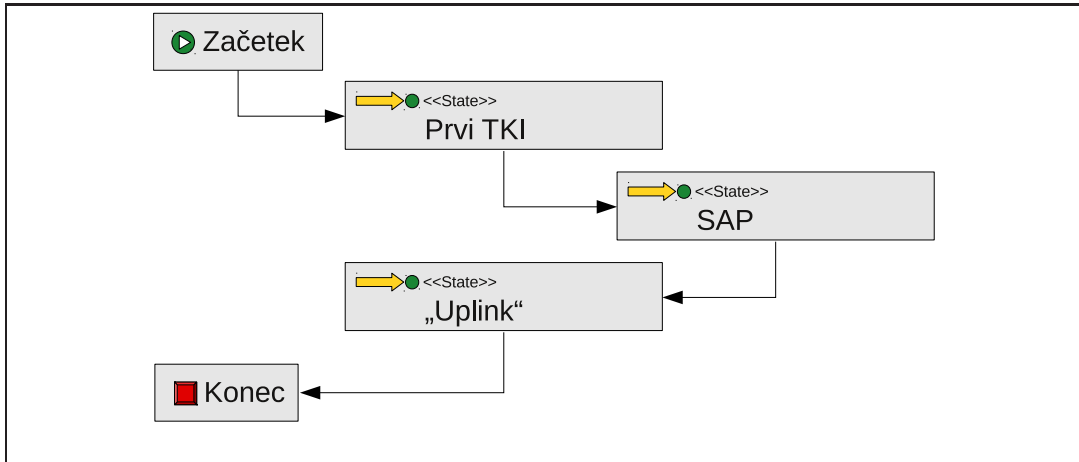 Začetek
<<State>>
Prvi TKI
<<State>>
SAP
<<State>>
„Uplink“
Konec